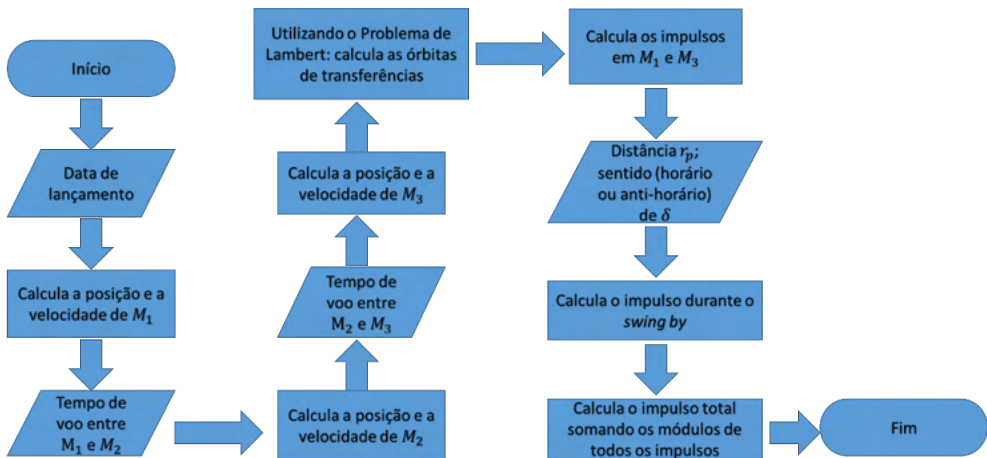 Início
Data de
lançamento
Calcula a posição e a
velocidade de M₁
Tempo de
voo entre
M₁ e M₂
Calcula a posição e a
velocidade de M₂
Tempo de
voo entre
M₂ e M₃
Calcula a posição e a
velocidade de M₃
Utilizando o Problema de
Lambert: calcula as órbitas
de transferências
Calcula os impulsos
em M₁ e M₃
Distância rₚ;
sentido (horário
ou anti-horário)
de δ
Calcula o impulso durante o
swing by
Calcula o impulso total
somando os módulos de
todos os impulsos
Fim